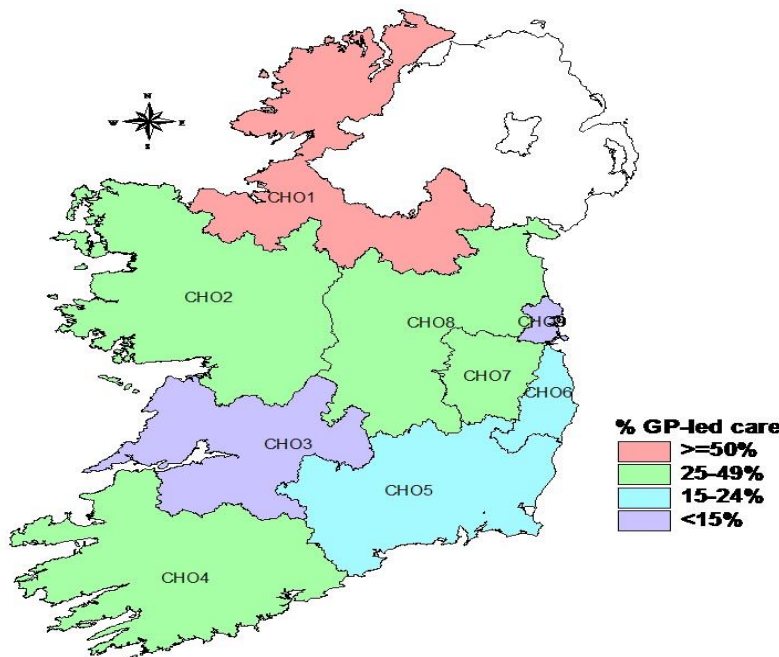 N
W E
S
CHO1
CHO2
CHO8
CHO9
CHO7
CHO6
CHO3
CHO5
CHO4
% GP-led care
>=50%
25-49%
15-24%
<15%